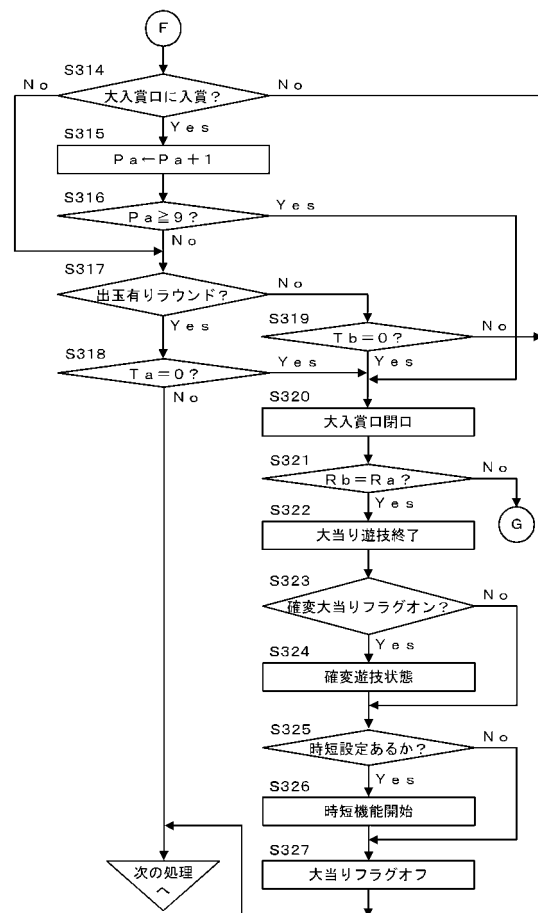 F
S314
No
大入賞口に入賞?
No
Yes
S315
Pa←Pa+1
S316
Pa≧9?
Yes
No
S317
出玉有りラウンド?
No
Yes
S319
Tb=0?
No
Yes
S318
Ta=0?
Yes
No
S320
大入賞口閉口
S321
Rb=Ra?
No
Yes
G
S322
大当り遊技終了
S323
確変大当りフラグオン?
No
Yes
S324
確変遊技状態
S325
時短設定あるか?
No
Yes
S326
時短機能開始
S327
大当りフラグオフ
次の処理
へ